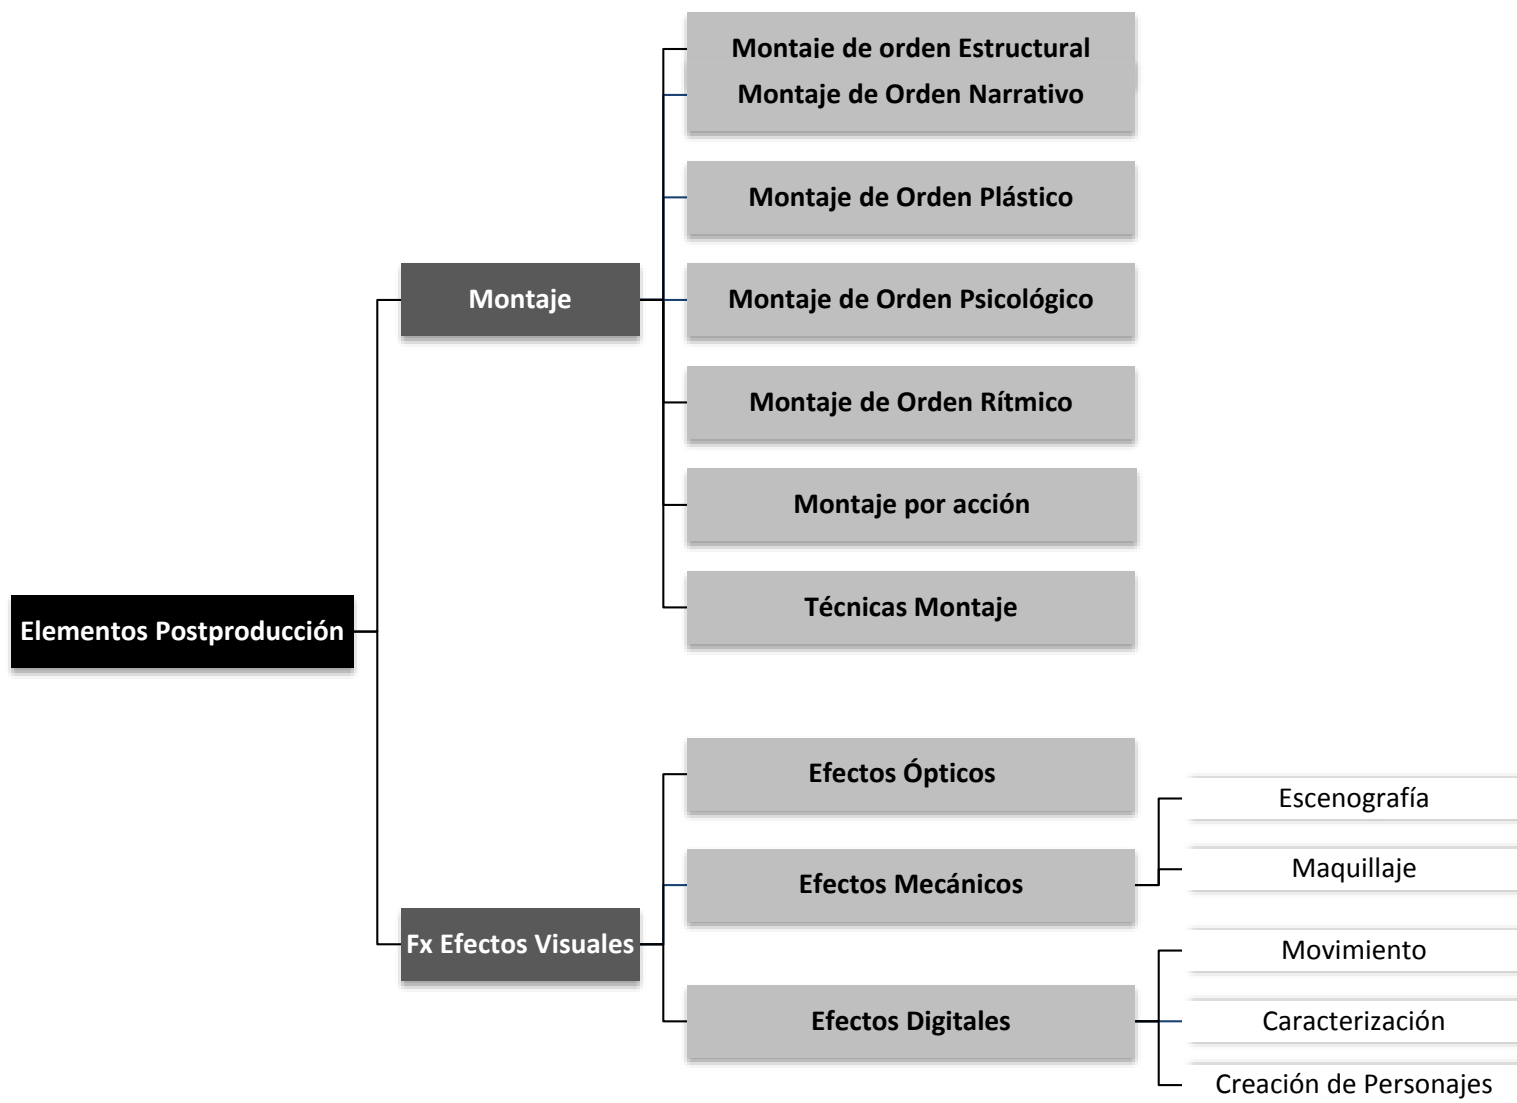 Montaje de orden Estructural
Montaje de Orden Narrativo
Montaje de Orden Plástico
Montaje
Montaje de Orden Psicológico
Montaje de Orden Rítmico
Montaje por acción
Técnicas Montaje
Elementos Postproducción
Efectos Ópticos
Escenografía
Efectos Mecánicos
Maquillaje
Fx Efectos Visuales
Movimiento
Efectos Digitales
Caracterización
Creación de Personajes